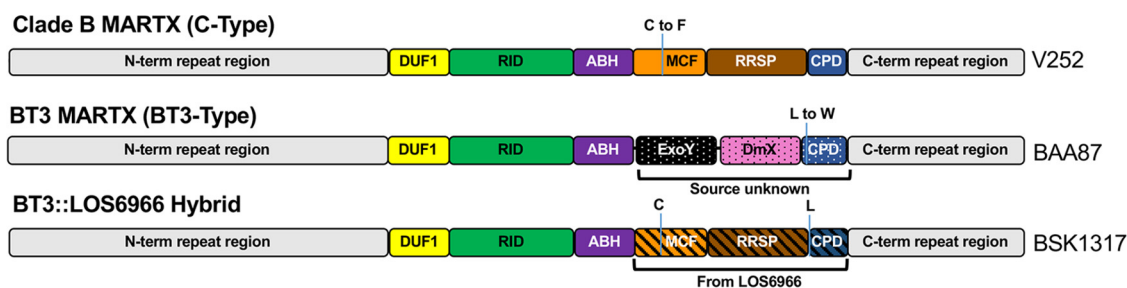 Clade B MARTX (C-Type)
C to F
N-term repeat region DUF1 RID ABH MCF RRSP CPD C-term repeat region V252
BT3 MARTX (BT3-Type)
L to W
N-term repeat region DUF1 RID ABH ExoY DmX CPD C-term repeat region BAA87
Source unknown
BT3::LOS6966 Hybrid
C L
N-term repeat region DUF1 RID ABH MCF RRSP CPD C-term repeat region BSK1317
From LOS6966